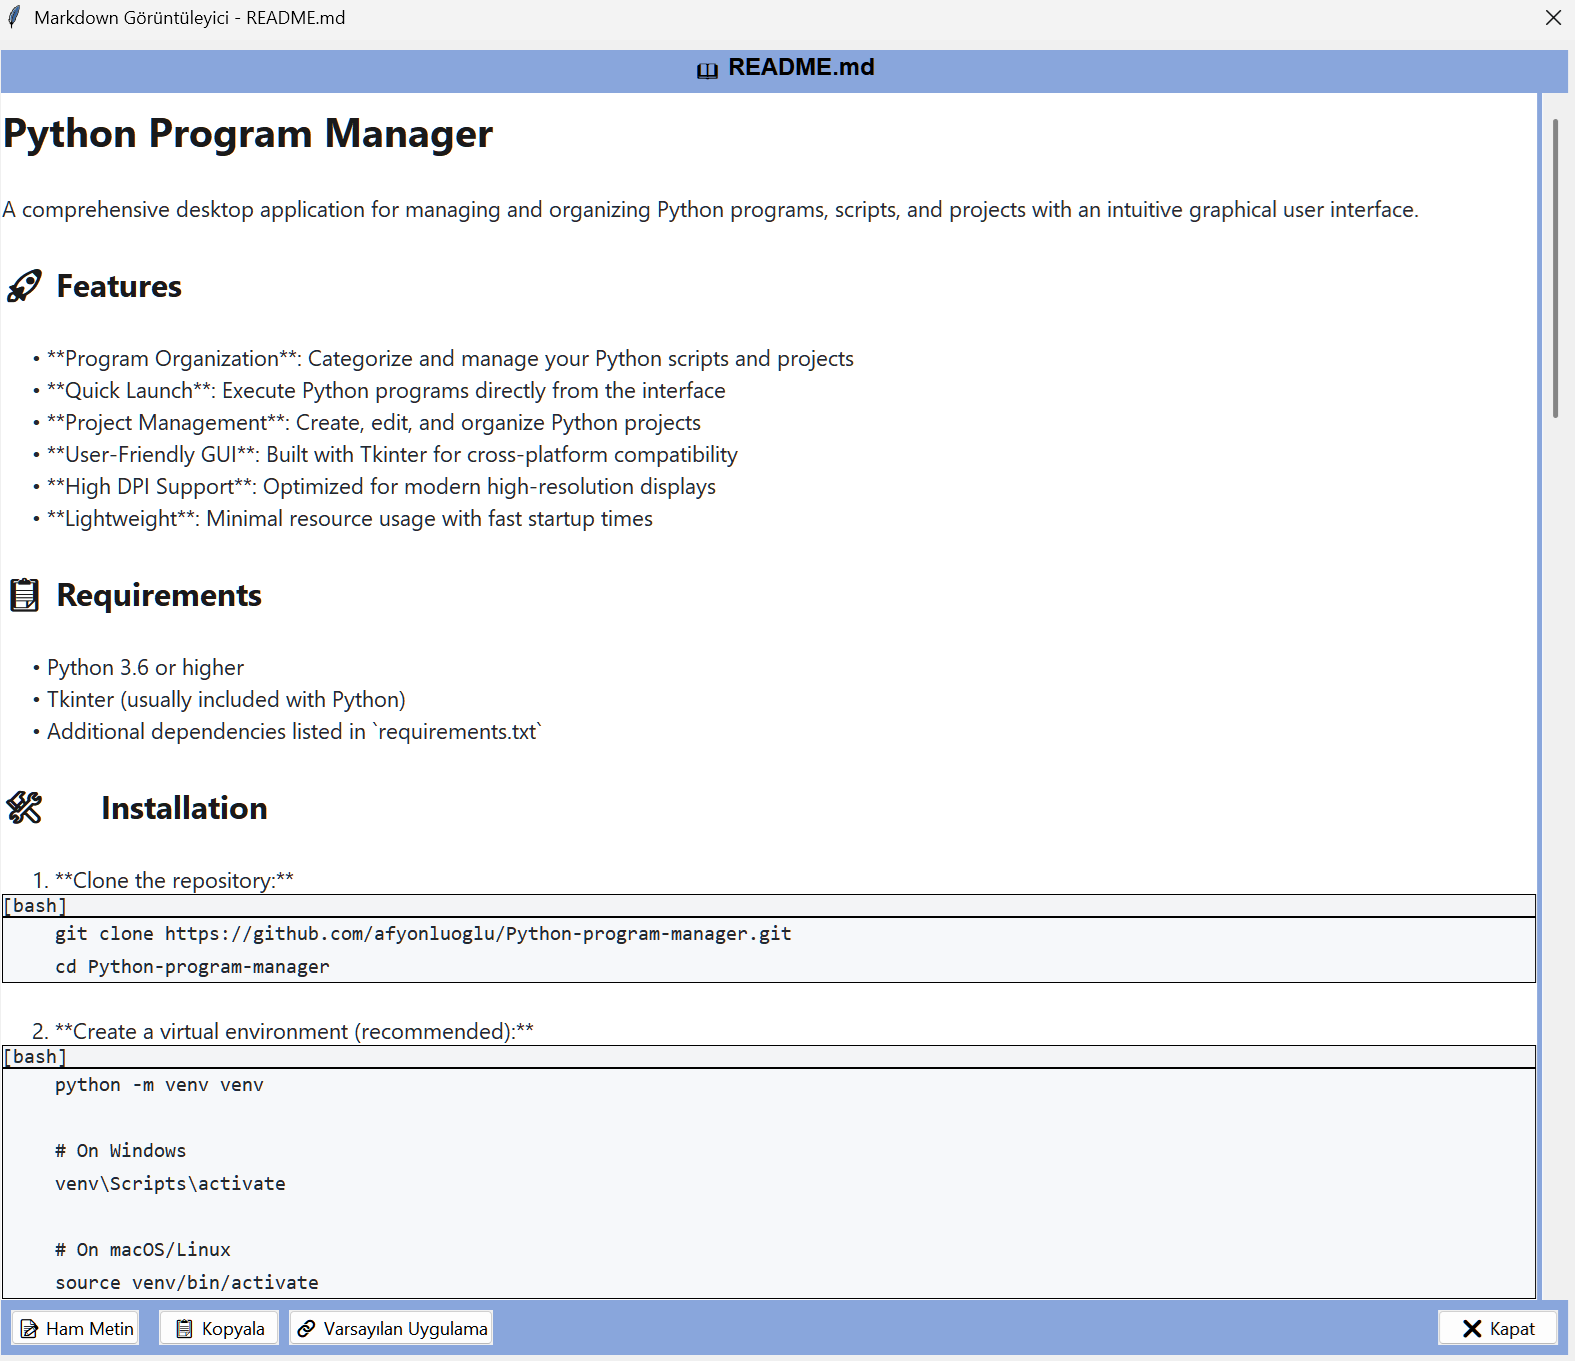 Markdown Görüntüleyici - README.md
README.md
Python Program Manager
A comprehensive desktop application for managing and organizing Python programs, scripts, and projects with an intuitive graphical user interface.
Features
• **Program Organization**: Categorize and manage your Python scripts and projects
• **Quick Launch**: Execute Python programs directly from the interface
• **Project Management**: Create, edit, and organize Python projects
• **User-Friendly GUI**: Built with Tkinter for cross-platform compatibility
• **High DPI Support**: Optimized for modern high-resolution displays
• **Lightweight**: Minimal resource usage with fast startup times
Requirements
• Python 3.6 or higher
• Tkinter (usually included with Python)
• Additional dependencies listed in `requirements.txt`
Installation
1. **Clone the repository:**
[bash]
git clone https://github.com/afyonluoglu/Python-program-manager.git
cd Python-program-manager
2. **Create a virtual environment (recommended):**
[bash]
python -m venv venv
# On Windows
venv\Scripts\activate
# On macOS/Linux
source venv/bin/activate
Ham Metin
Kopyala
Varsayılan Uygulama
Kapat